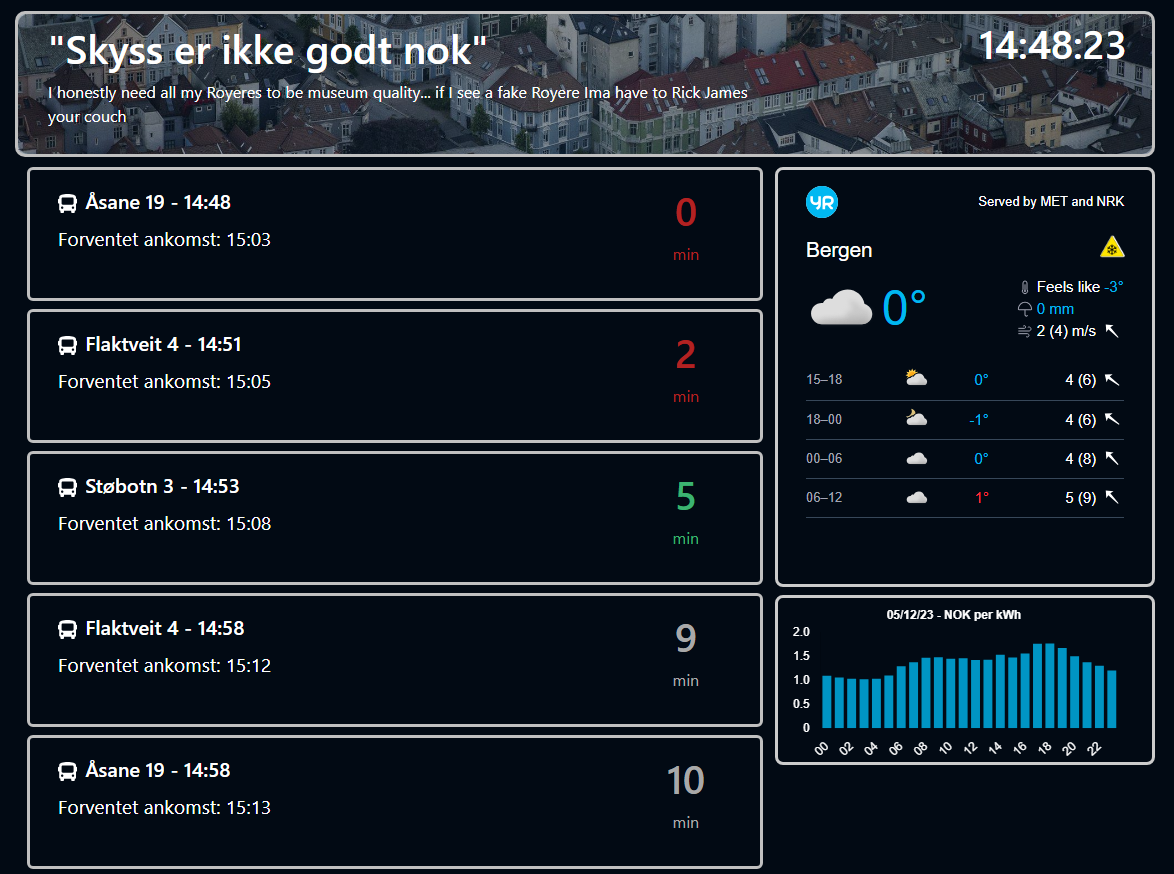 "Skyss er ikke godt nok"
14:48:23
I honestly need all my Royeres to be museum quality... if I see a fake Royère Ima have to Rick James
your couch
Åsane 19 - 14:48
Forventet ankomst: 15:03
0
min
Flaktveit 4 - 14:51
Forventet ankomst: 15:05
2
min
Støbotn 3 - 14:53
Forventet ankomst: 15:08
5
min
Flaktveit 4 - 14:58
Forventet ankomst: 15:12
9
min
Åsane 19 - 14:58
Forventet ankomst: 15:13
10
min
YR
Served by MET and NRK
Bergen
0°
Feels like -3°
0 mm
2 (4) m/s
15–18 0° 4 (6)
18–00 -1° 4 (6)
00–06 0° 4 (8)
06–12 1° 5 (9)
05/12/23 - NOK per kWh
2.0
1.5
1.0
0.5
0
00 02 04 06 08 10 12 14 16 18 20 22